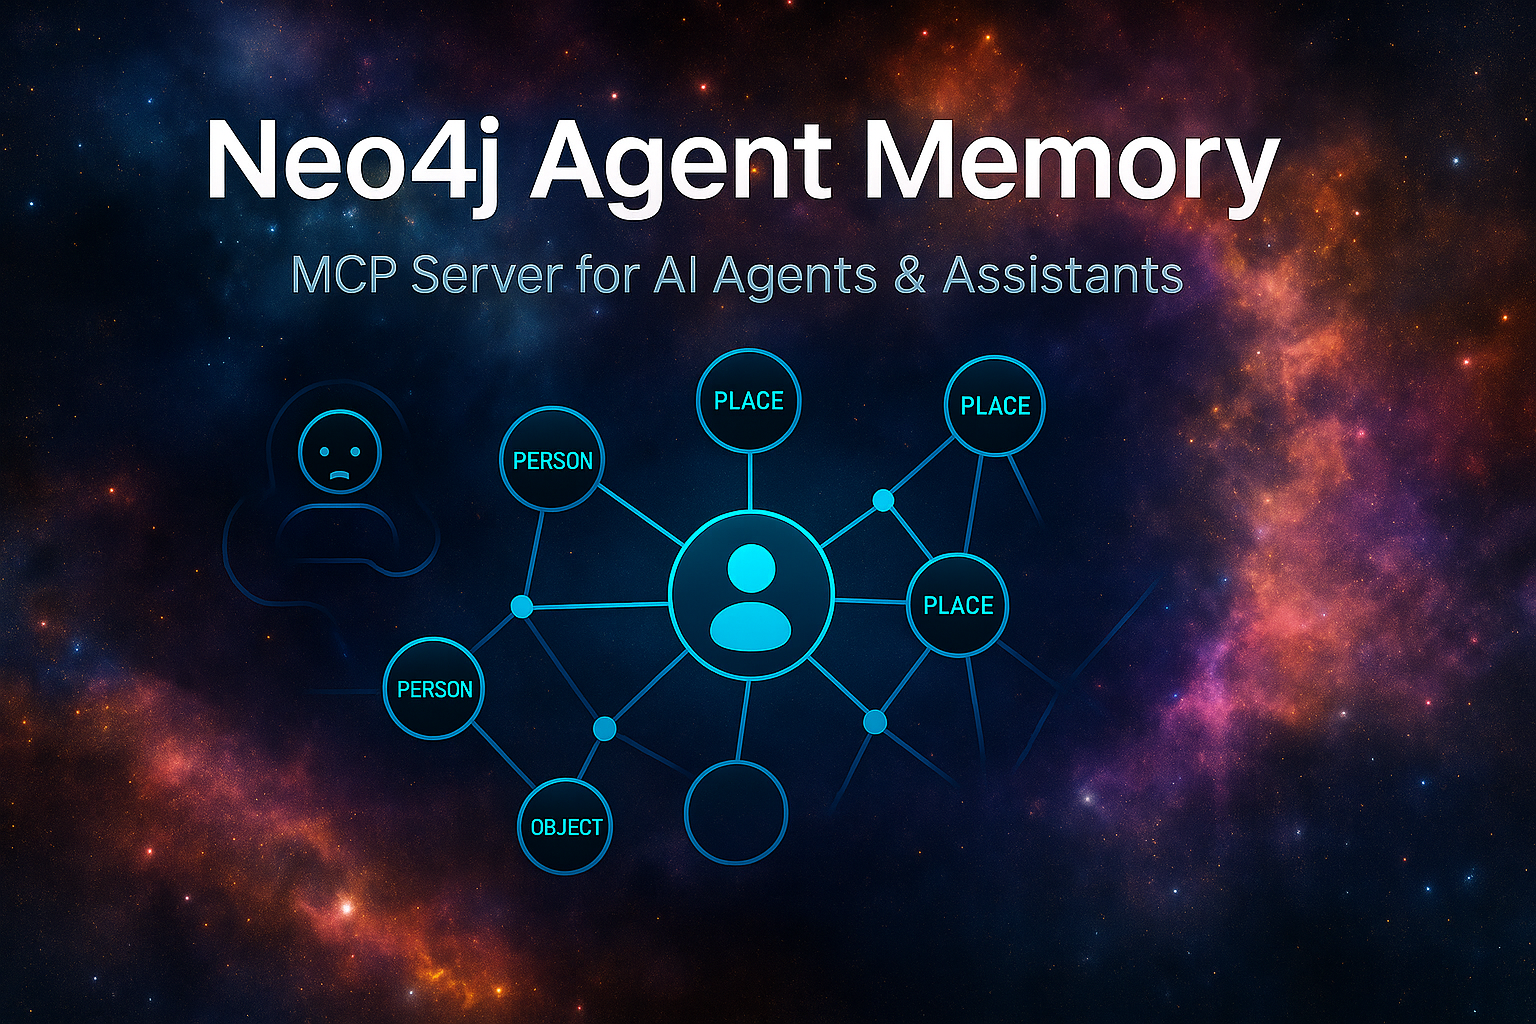 Neo4j Agent Memory
MCP Server for AI Agents & Assistants
PLACE
PLACE
PERSON
PLACE
PERSON
OBJECT